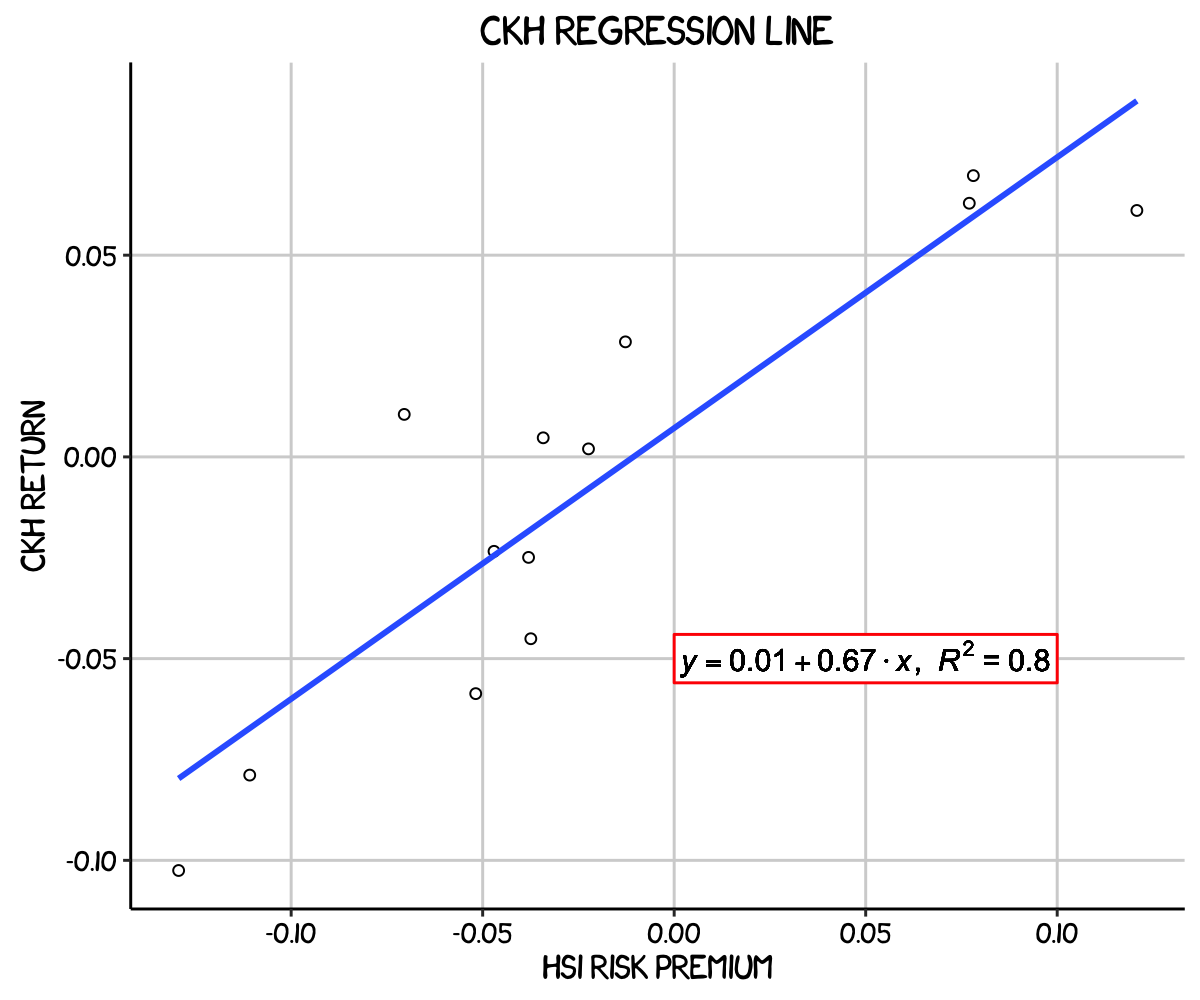 CKH REGRESSION LINE
CKH RETURN
0.05
0.00
-0.05
-0.10
y = 0.01 + 0.67 · x, R² = 0.8
-0.10 -0.05 0.00 0.05 0.10
HSI RISK PREMIUM